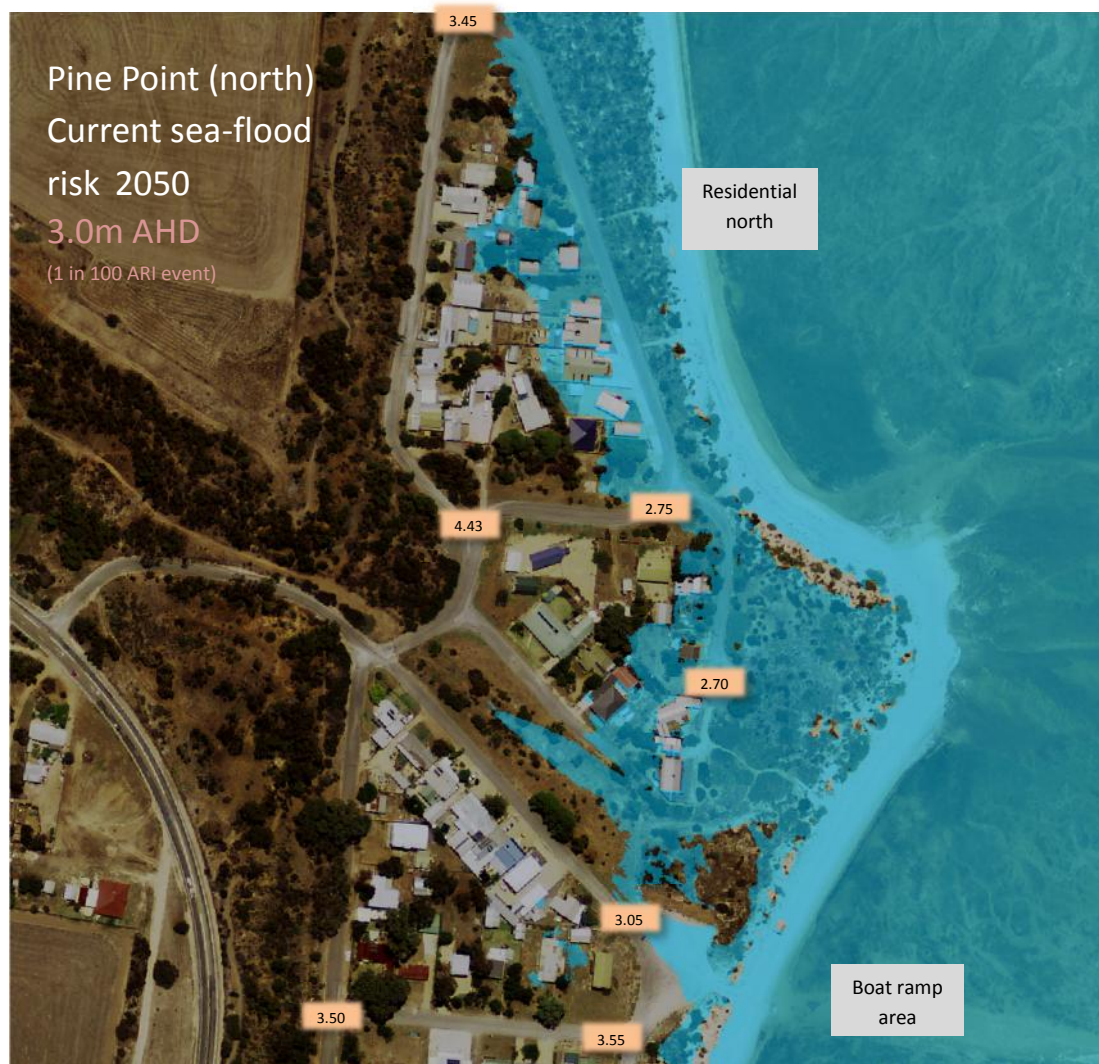 3.45
Pine Point (north)
Current sea-flood
risk 2050
3.0m AHD
(1 in 100 ARI event)
Residential
north
2.75
4.43
2.70
3.05
Boat ramp
area
3.50
3.55